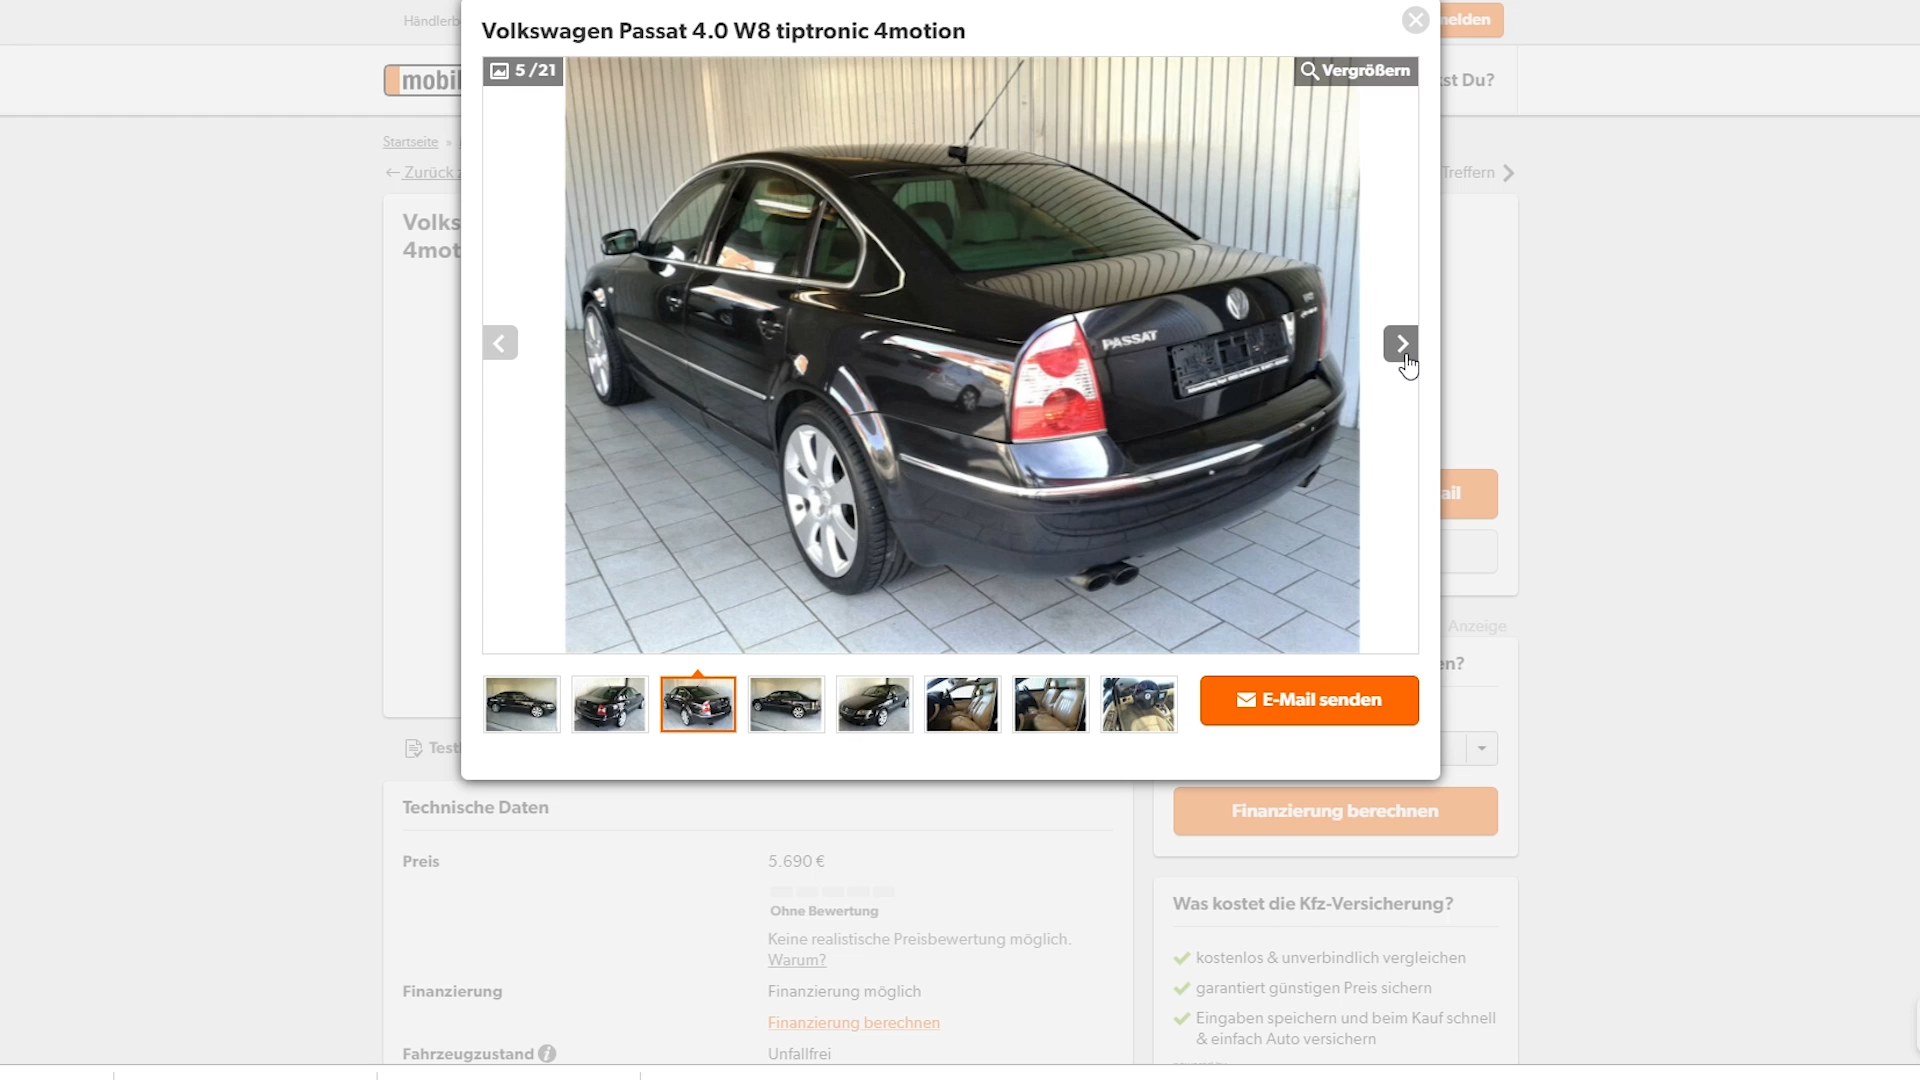 Händlerb
elden
Volkswagen Passat 4.0 W8 tiptronic 4motion
5 /21
Vergrößern
mobil
st Du?
Startseite »
← Zurück z
Treffern
Volks
4mot
PASSAT
W8
ail
Anzeige
en?
E-Mail senden
Test
Technische Daten
Finanzierung berechnen
Preis
5.690 €
Ohne Bewertung
Keine realistische Preisbewertung möglich.
Warum?
Finanzierung
Finanzierung möglich
Finanzierung berechnen
Fahrzeugzustand
Unfallfrei
Was kostet die Kfz-Versicherung?
kostenlos & unverbindlich vergleichen
garantiert günstigen Preis sichern
Eingaben speichern und beim Kauf schnell
& einfach Auto versichern